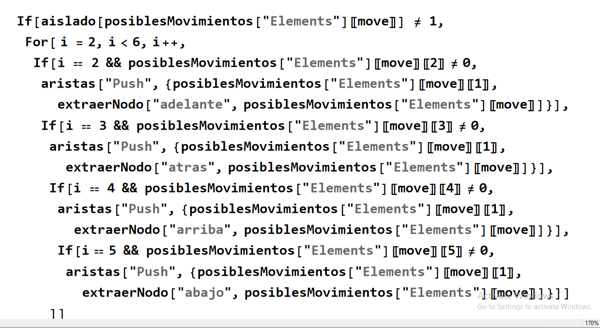 If[aislado[posiblesMovimientos["Elements"]⟦move⟧] ≠ 1,
For[ i = 2, i < 6, i++,
If[i == 2 && posiblesMovimientos["Elements"]⟦move⟧⟦2⟧ ≠ 0,
aristas["Push", {posiblesMovimientos["Elements"]⟦move⟧⟦1⟧,
extraerNodo["adelante", posiblesMovimientos["Elements"]⟦move⟧]}],
If[i == 3 && posiblesMovimientos["Elements"]⟦move⟧⟦3⟧ ≠ 0,
aristas["Push", {posiblesMovimientos["Elements"]⟦move⟧⟦1⟧,
extraerNodo["atras", posiblesMovimientos["Elements"]⟦move⟧]}],
If[i == 4 && posiblesMovimientos["Elements"]⟦move⟧⟦4⟧ ≠ 0,
aristas["Push", {posiblesMovimientos["Elements"]⟦move⟧⟦1⟧,
extraerNodo["arriba", posiblesMovimientos["Elements"]⟦move⟧]}],
If[i == 5 && posiblesMovimientos["Elements"]⟦move⟧⟦5⟧ ≠ 0,
aristas["Push", {posiblesMovimientos["Elements"]⟦move⟧⟦1⟧,
extraerNodo["abajo", posiblesMovimientos["Elements"]⟦move⟧]}]]
Go to Settings to activate Windows.
]]
170%